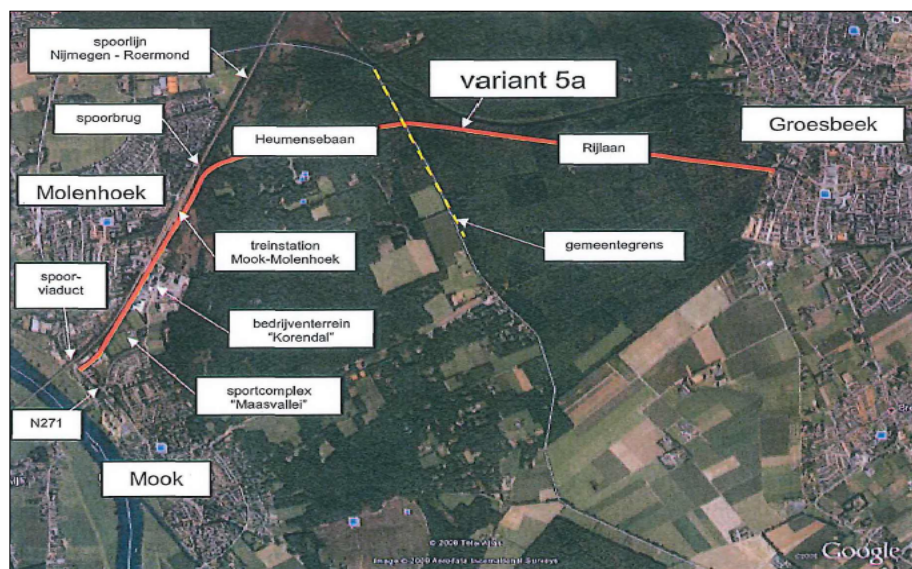 spoorlijn
Nijmegen - Roermond
variant 5a
spoorbrug
Groesbeek
Heumensebaan
Rijlaan
Molenhoek
treinstation
Mook-Molenhoek
gemeentegrens
spoor-
viaduct
bedrijventerrein
"Korendal"
sportcomplex
"Maasvallei"
N271
Mook
© 2008 Tele Atlas
Image © 2009 Aerodata International Surveys
Google